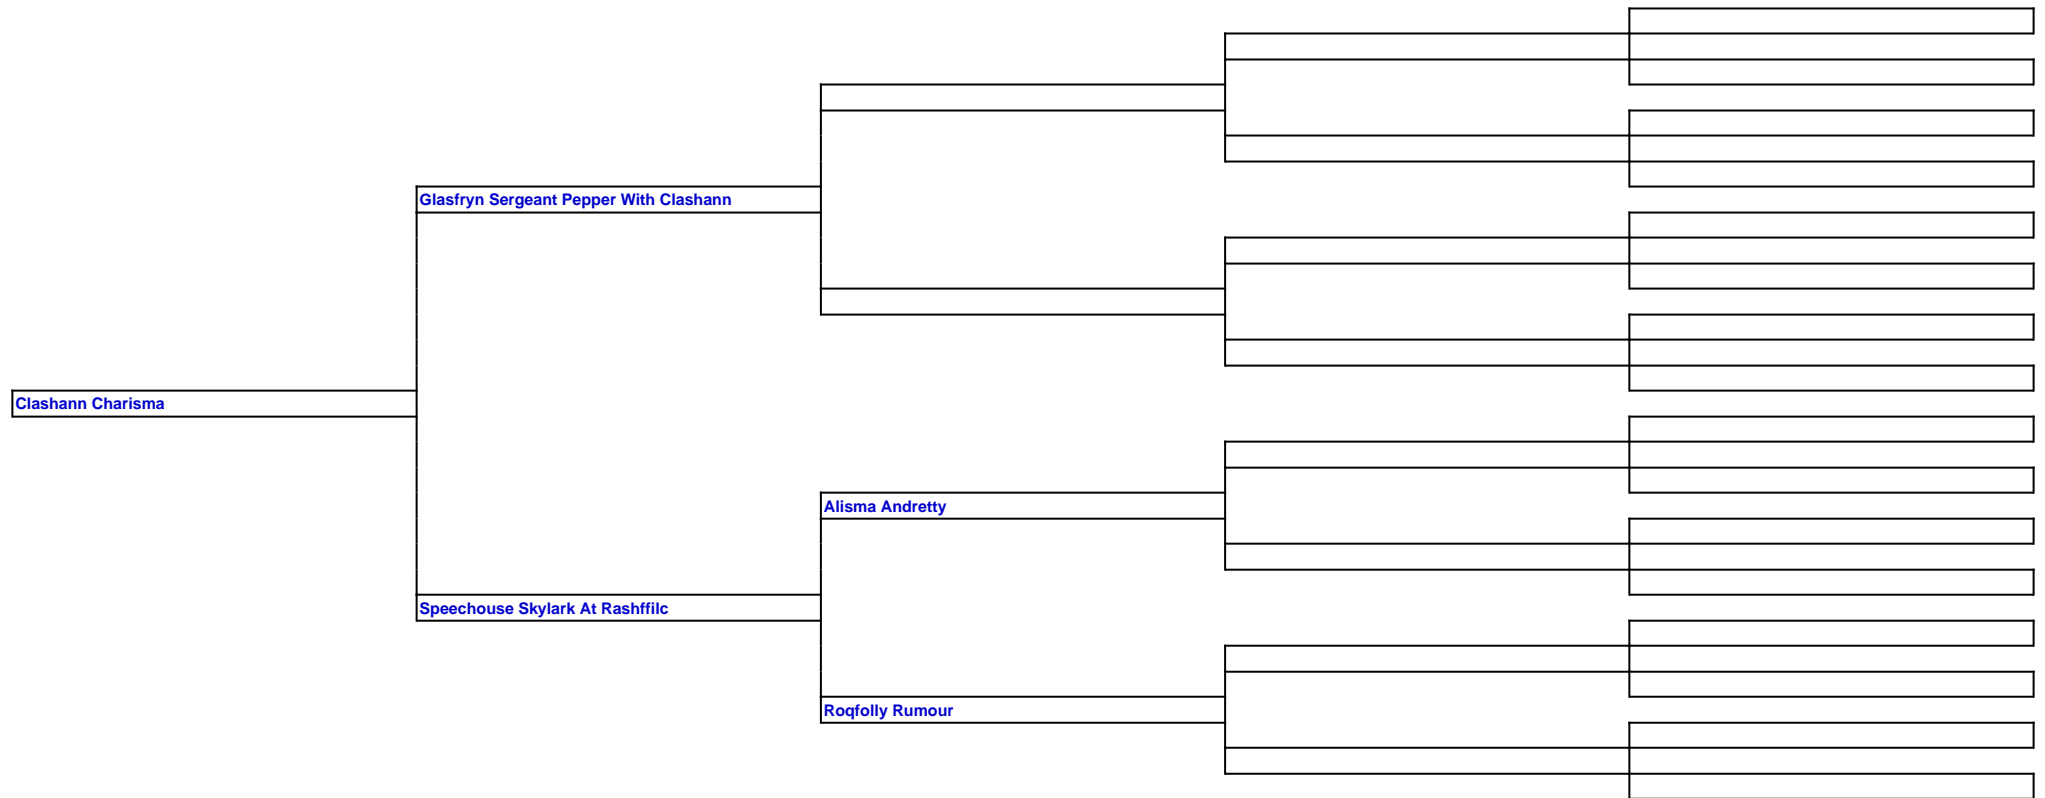 Glasfryn Sergeant Pepper With Clashann
Clashann Charisma
Alisma Andretty
Speechouse Skylark At Rashffilc
Roqfolly Rumour